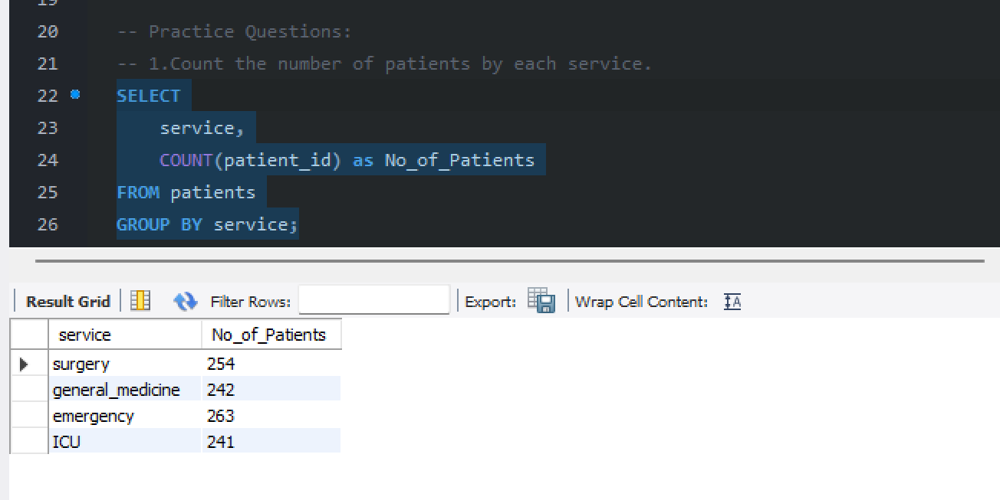 19
20 -- Practice Questions:
21 -- 1.Count the number of patients by each service.
22 SELECT
23 service,
24 COUNT(patient_id) as No_of_Patients
25 FROM patients
26 GROUP BY service;
Result Grid Filter Rows: Export: Wrap Cell Content: IA
service No_of_Patients
surgery 254
general_medicine 242
emergency 263
ICU 241